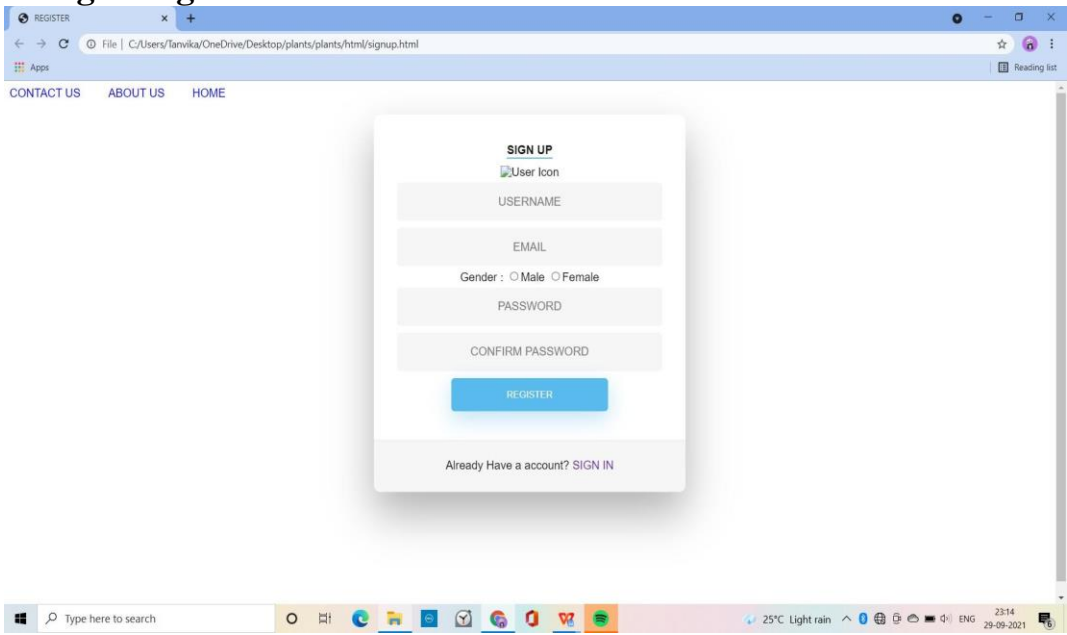 REGISTER
File | C:/Users/Tanvika/OneDrive/Desktop/plants/plants/html/signup.html
Apps
Reading list
CONTACT US ABOUT US HOME
SIGN UP
User Icon
USERNAME
EMAIL
Gender : Male Female
PASSWORD
CONFIRM PASSWORD
REGISTER
Already Have a account? SIGN IN
Type here to search
25°C Light rain
ENG
23:14
29-09-2021
6